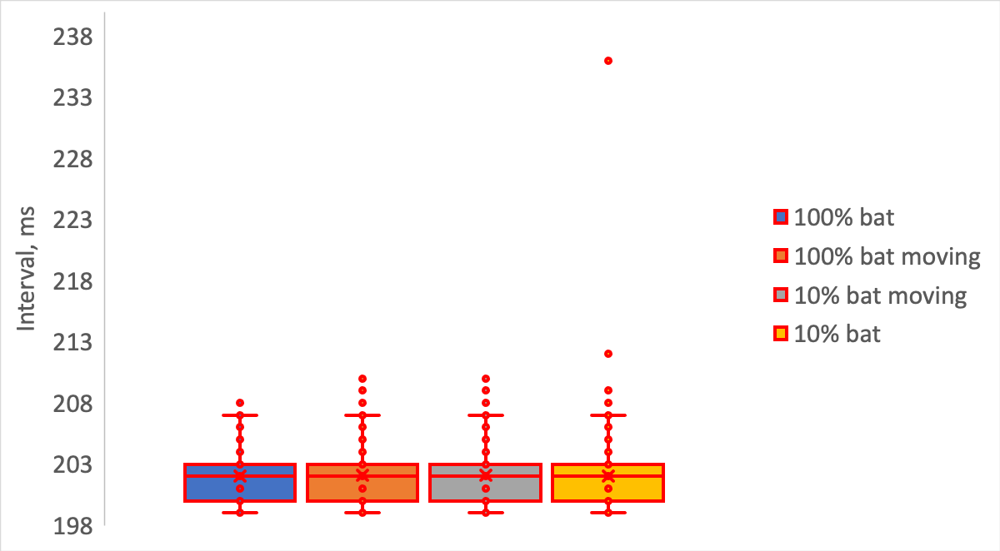 238
233
228
223
218
213
208
203
198
Interval, ms
100% bat
100% bat moving
10% bat moving
10% bat